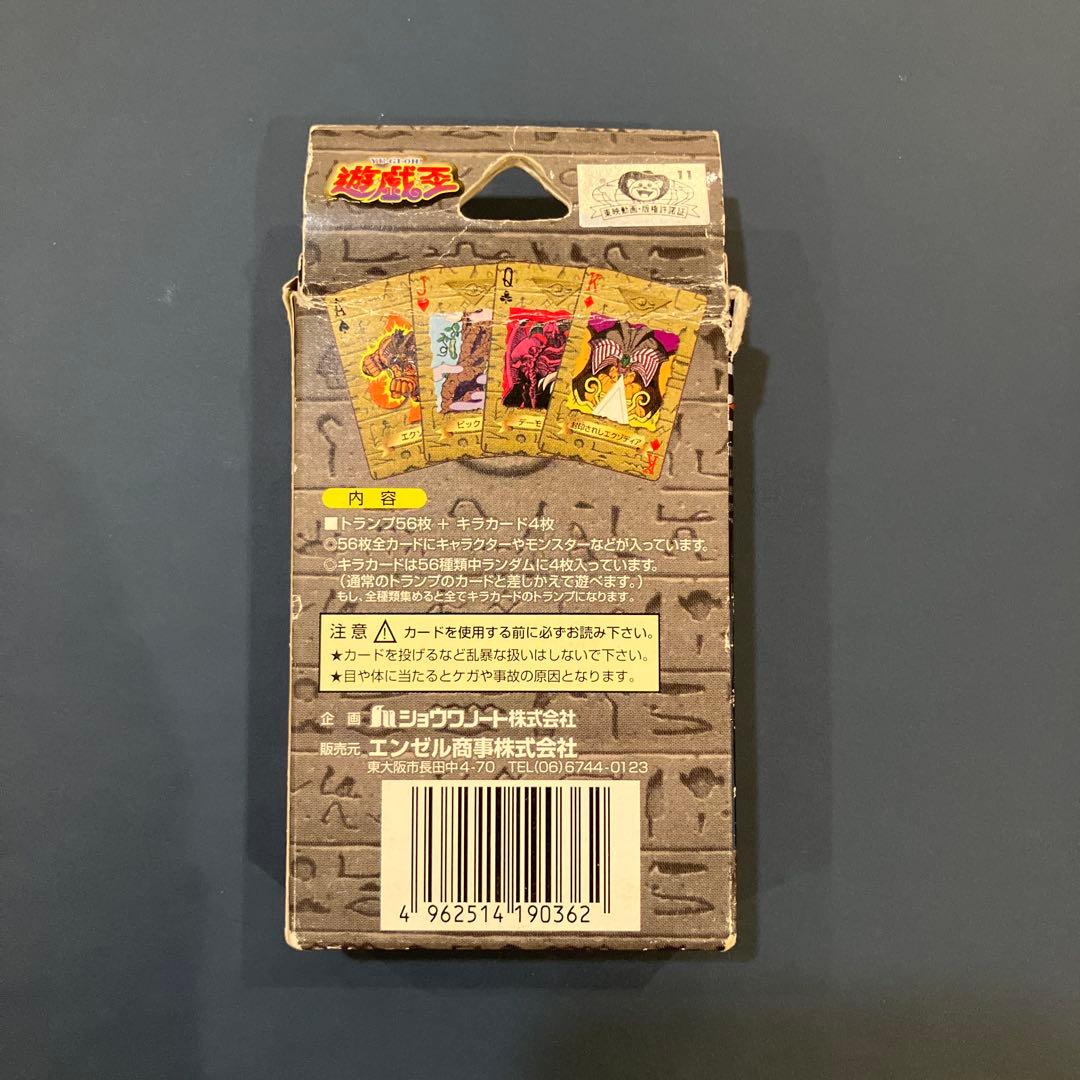 YU-GI-OH!
遊戯王
11
東映動画・版権許諾証
A
J
Q
K
エクゾ
ビック
デーモ
封印されしエクゾディア
K
内容
■トランプ56枚 + キラカード4枚
○56枚全カードにキャラクターやモンスターなどが入っています。
○キラカードは56種類中ランダムに4枚入っています。
(通常のトランプのカードと差しかえて遊べます。)
もし、全種類集めると全てキラカードのトランプになります。
注意 ⚠ カードを使用する前に必ずお読み下さい。
★カードを投げるなど乱暴な扱いはしないで下さい。
★目や体に当たるとケガや事故の原因となります。
企画 ショウワノート株式会社
販売元 エンゼル商事株式会社
東大阪市長田中4-70 TEL(06)6744-0123
4 962514 190362